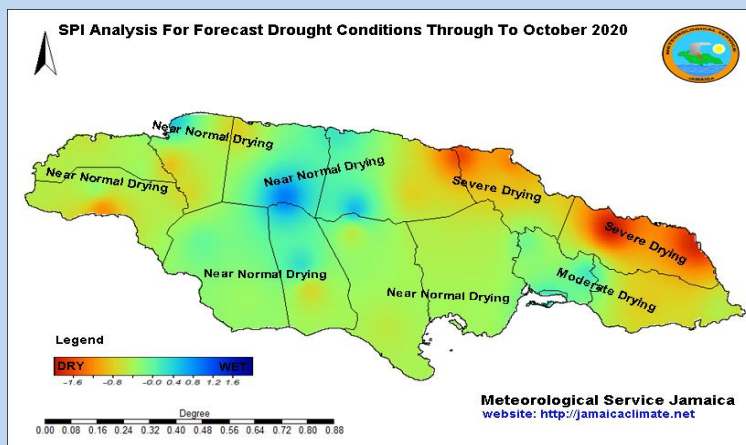 SPI Analysis For Forecast Drought Conditions Through To October 2020
METEOROLOGICAL SERVICE
JAMAICA
Near Normal Drying
Near Normal Drying
Near Normal Drying
Severe Drying
Severe Drying
Near Normal Drying
Near Normal Drying
Moderate Drying
Legend
DRY WET
-1.6 -0.8 -0.0 0.4 0.8 1.2 1.6
Degree
0.00 0.08 0.16 0.24 0.32 0.40 0.48 0.56 0.64 0.72 0.80 0.88
Meteorological Service Jamaica
website: http://jamaicaclimate.net